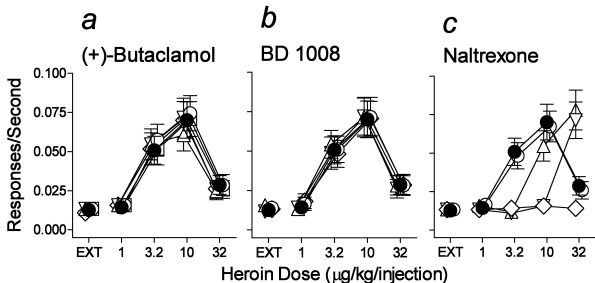 a b c
(+)-Butaclamol BD 1008 Naltrexone
Responses/Second
0.100
0.075
0.050
0.025
0.000
EXT 1 3.2 10 32 EXT 1 3.2 10 32 EXT 1 3.2 10 32
Heroin Dose (μg/kg/injection)